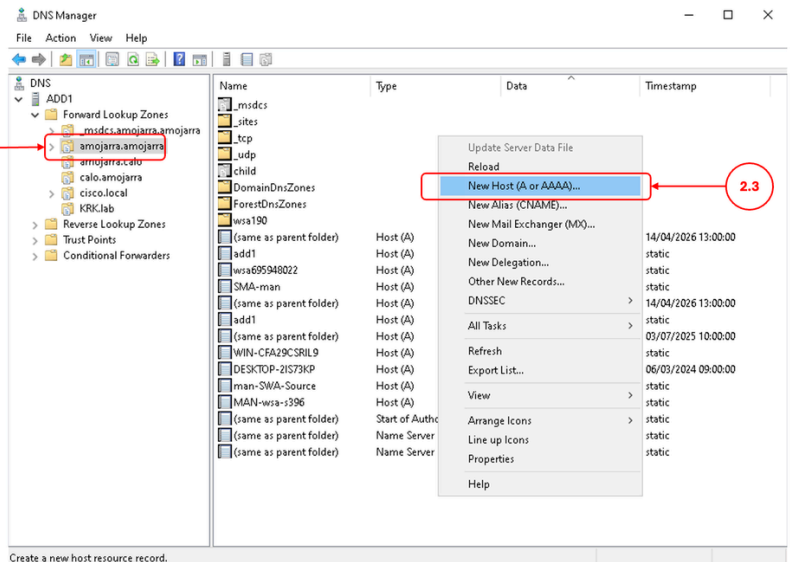 DNS Manager
File Action View Help
DNS
ADD1
Forward Lookup Zones
_msdcs.amojarra.amojarra
amojarra.amojarra
amojarra.calo
calo.amojarra
cisco.local
KRK.lab
Reverse Lookup Zones
Trust Points
Conditional Forwarders
Name Type Data Timestamp
_msdcs
_sites
_tcp
_udp
child
DomainDnsZones
ForestDnsZones
wsa190
(same as parent folder) Host (A) 14/04/2026 13:00:00
add1 Host (A) static
wsa695948022 Host (A) static
SMA-man Host (A) static
(same as parent folder) Host (A) 14/04/2026 13:00:00
add1 Host (A) static
(same as parent folder) Host (A) 03/07/2025 10:00:00
WIN-CFA29CSRIL9 Host (A) static
DESKTOP-2IS73KP Host (A) 06/03/2024 09:00:00
man-SWA-Source Host (A) static
MAN-wsa-s396 Host (A) static
(same as parent folder) Start of Autho static
(same as parent folder) Name Server static
(same as parent folder) Name Server static
Update Server Data File
Reload
New Host (A or AAAA)...
2.3
New Alias (CNAME)...
New Mail Exchanger (MX)...
New Domain...
New Delegation...
Other New Records...
DNSSEC
All Tasks
Refresh
Export List...
View
Arrange Icons
Line up Icons
Properties
Help
Create a new host resource record.